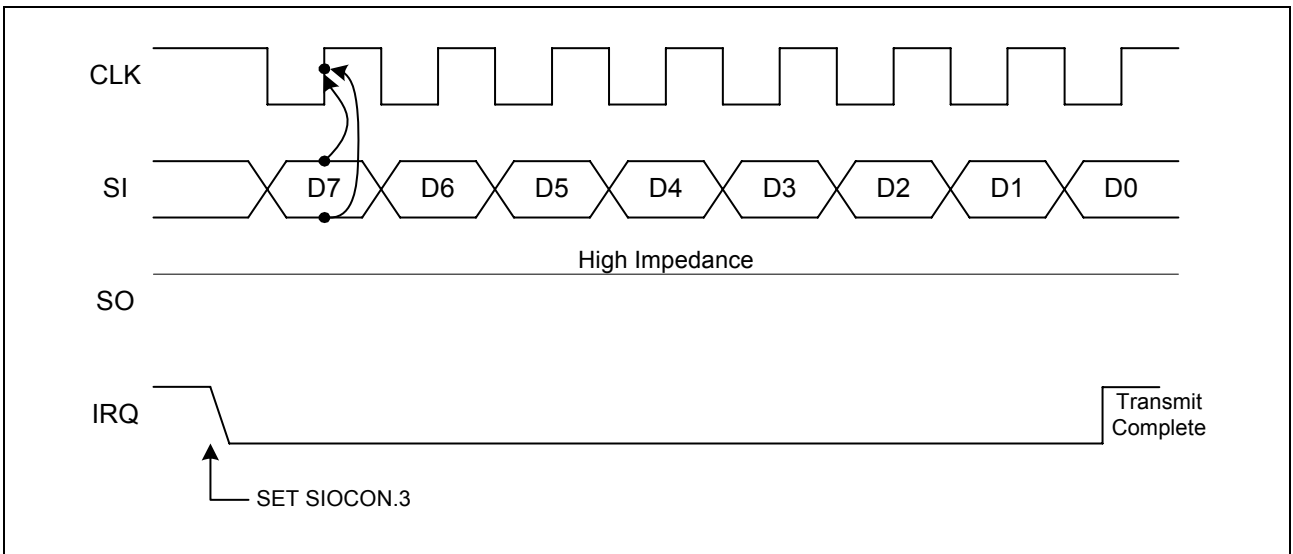 CLK
SI
D7 D6 D5 D4 D3 D2 D1 D0
High Impedance
SO
IRQ
Transmit
Complete
SET SIOCON.3